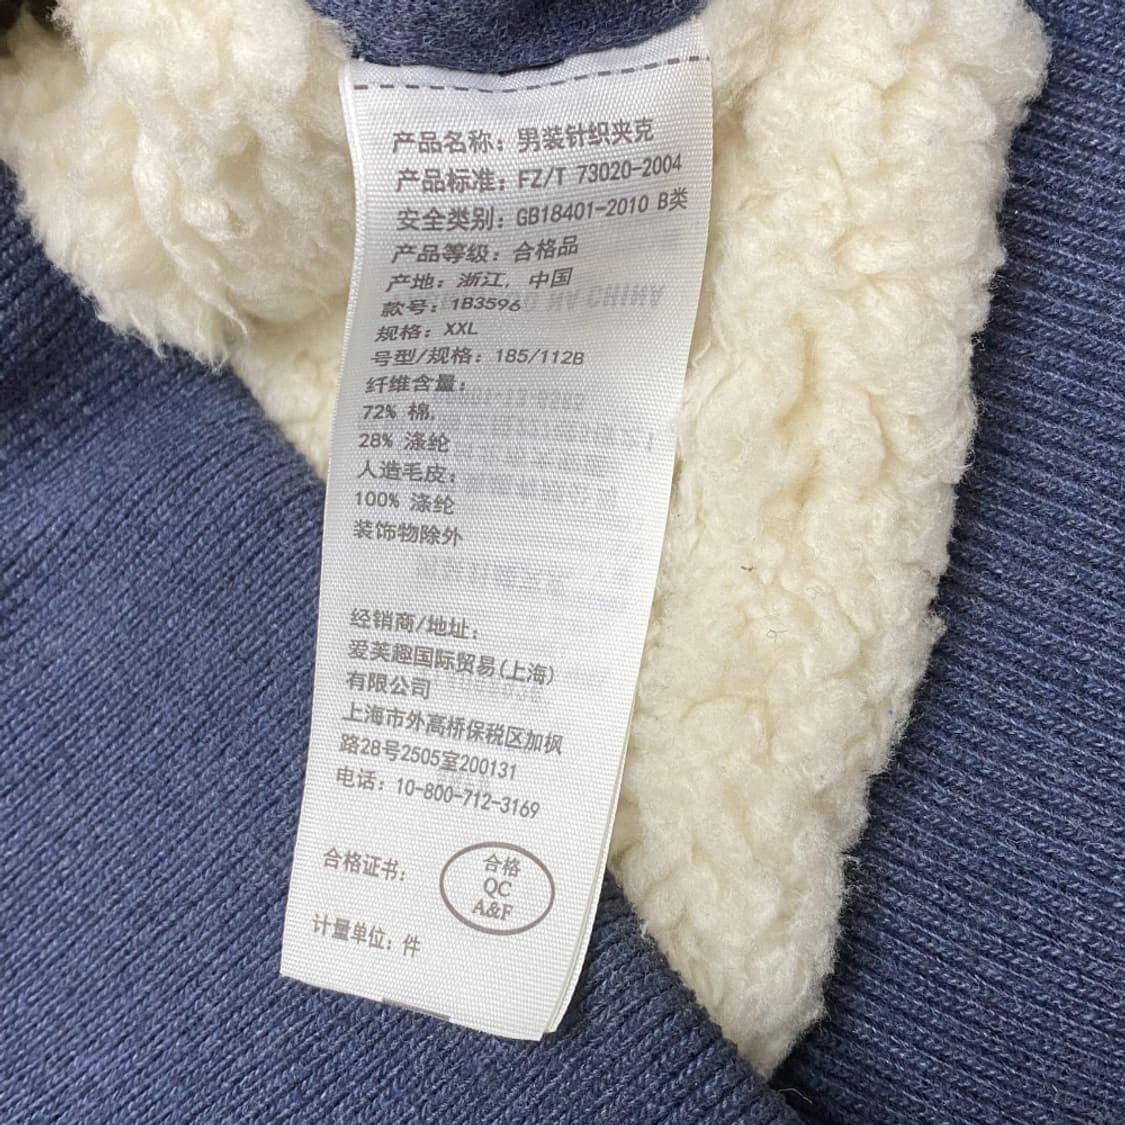 产品名称：男装针织夹克
产品标准：FZ/T 73020-2004
安全类别：GB18401-2010 B类
产品等级：合格品
产地：浙江，中国
款号：1B3596
规格：XXL
号型/规格：185/112B
纤维含量：
72% 棉，
28% 涤纶
人造毛皮：
100% 涤纶
装饰物除外
经销商/地址：
爱芙趣国际贸易(上海)
有限公司
上海市外高桥保税区加枫
路28号2505室200131
电话：10-800-712-3169
合格证书：
合格
QC
A&F
计量单位：件